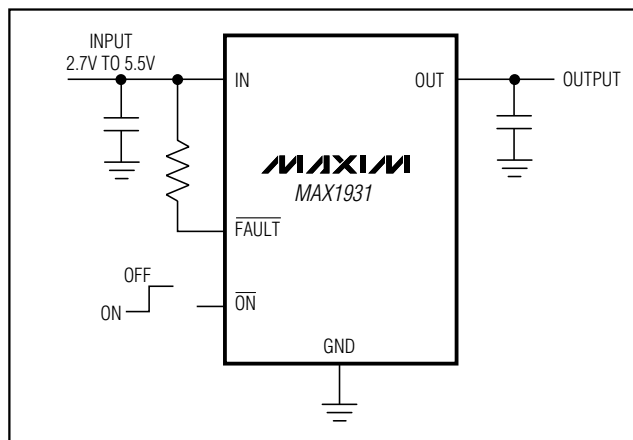 INPUT
2.7V TO 5.5V
IN
OUT
OUTPUT
MAXIM
MAX1931
FAULT
OFF
ON
ON
GND